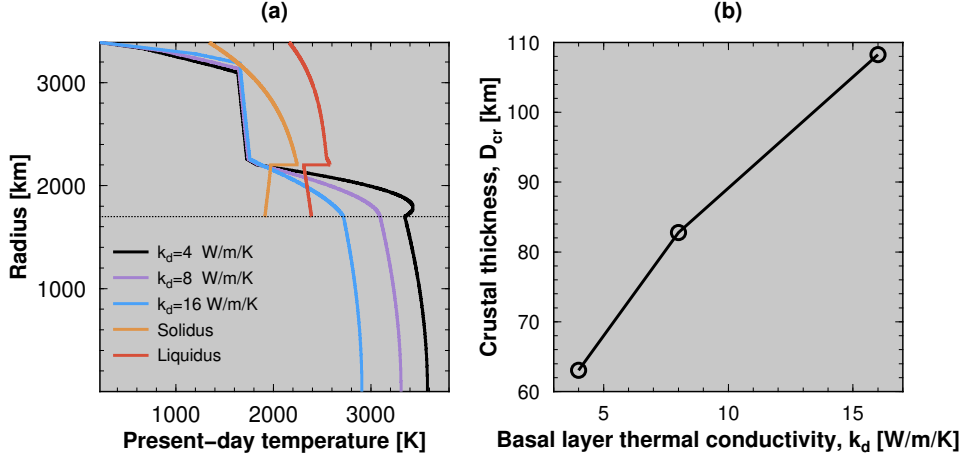 (a)
3000
2000
1000
Radius [km]
k_d=4 W/m/K
k_d=8 W/m/K
k_d=16 W/m/K
Solidus
Liquidus
1000 2000 3000
Present-day temperature [K]
(b)
110
100
90
80
70
60
Crustal thickness, D_cr [km]
5 10 15
Basal layer thermal conductivity, k_d [W/m/K]